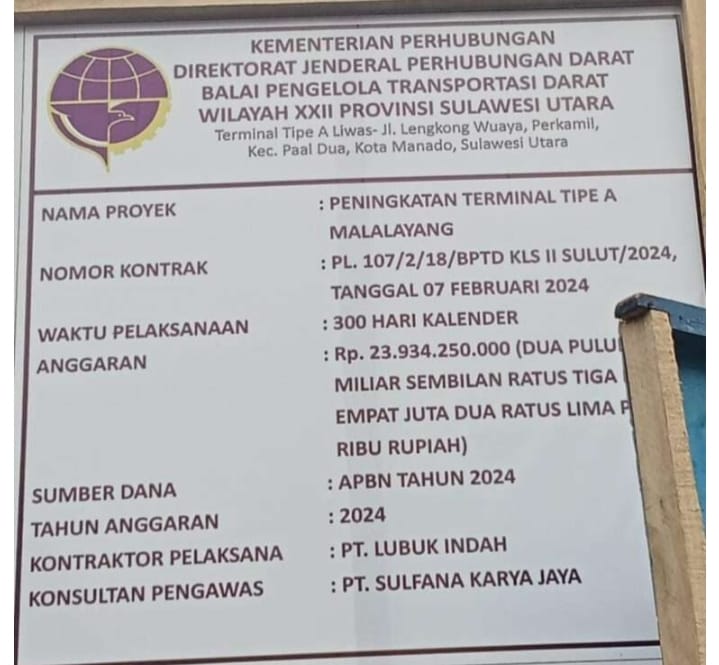 KEMENTERIAN PERHUBUNGAN
DIREKTORAT JENDERAL PERHUBUNGAN DARAT
BALAI PENGELOLA TRANSPORTASI DARAT
WILAYAH XXII PROVINSI SULAWESI UTARA
Terminal Tipe A Liwas- Jl. Lengkong Wuaya, Perkamil,
Kec. Paal Dua, Kota Manado, Sulawesi Utara
NAMA PROYEK : PENINGKATAN TERMINAL TIPE A
MALALAYANG
NOMOR KONTRAK : PL. 107/2/18/BPTD KLS II SULUT/2024,
TANGGAL 07 FEBRUARI 2024
WAKTU PELAKSANAAN : 300 HARI KALENDER
ANGGARAN : Rp. 23.934.250.000 (DUA
MILIAR SEMBILAN RATUS TIGA
EMPAT JUTA DUA RATUS LIMA
RIBU RUPIAH)
SUMBER DANA : APBN TAHUN 2024
TAHUN ANGGARAN : 2024
KONTRAKTOR PELAKSANA : PT. LUBUK INDAH
KONSULTAN PENGAWAS : PT. SULFANA KARYA JAYA